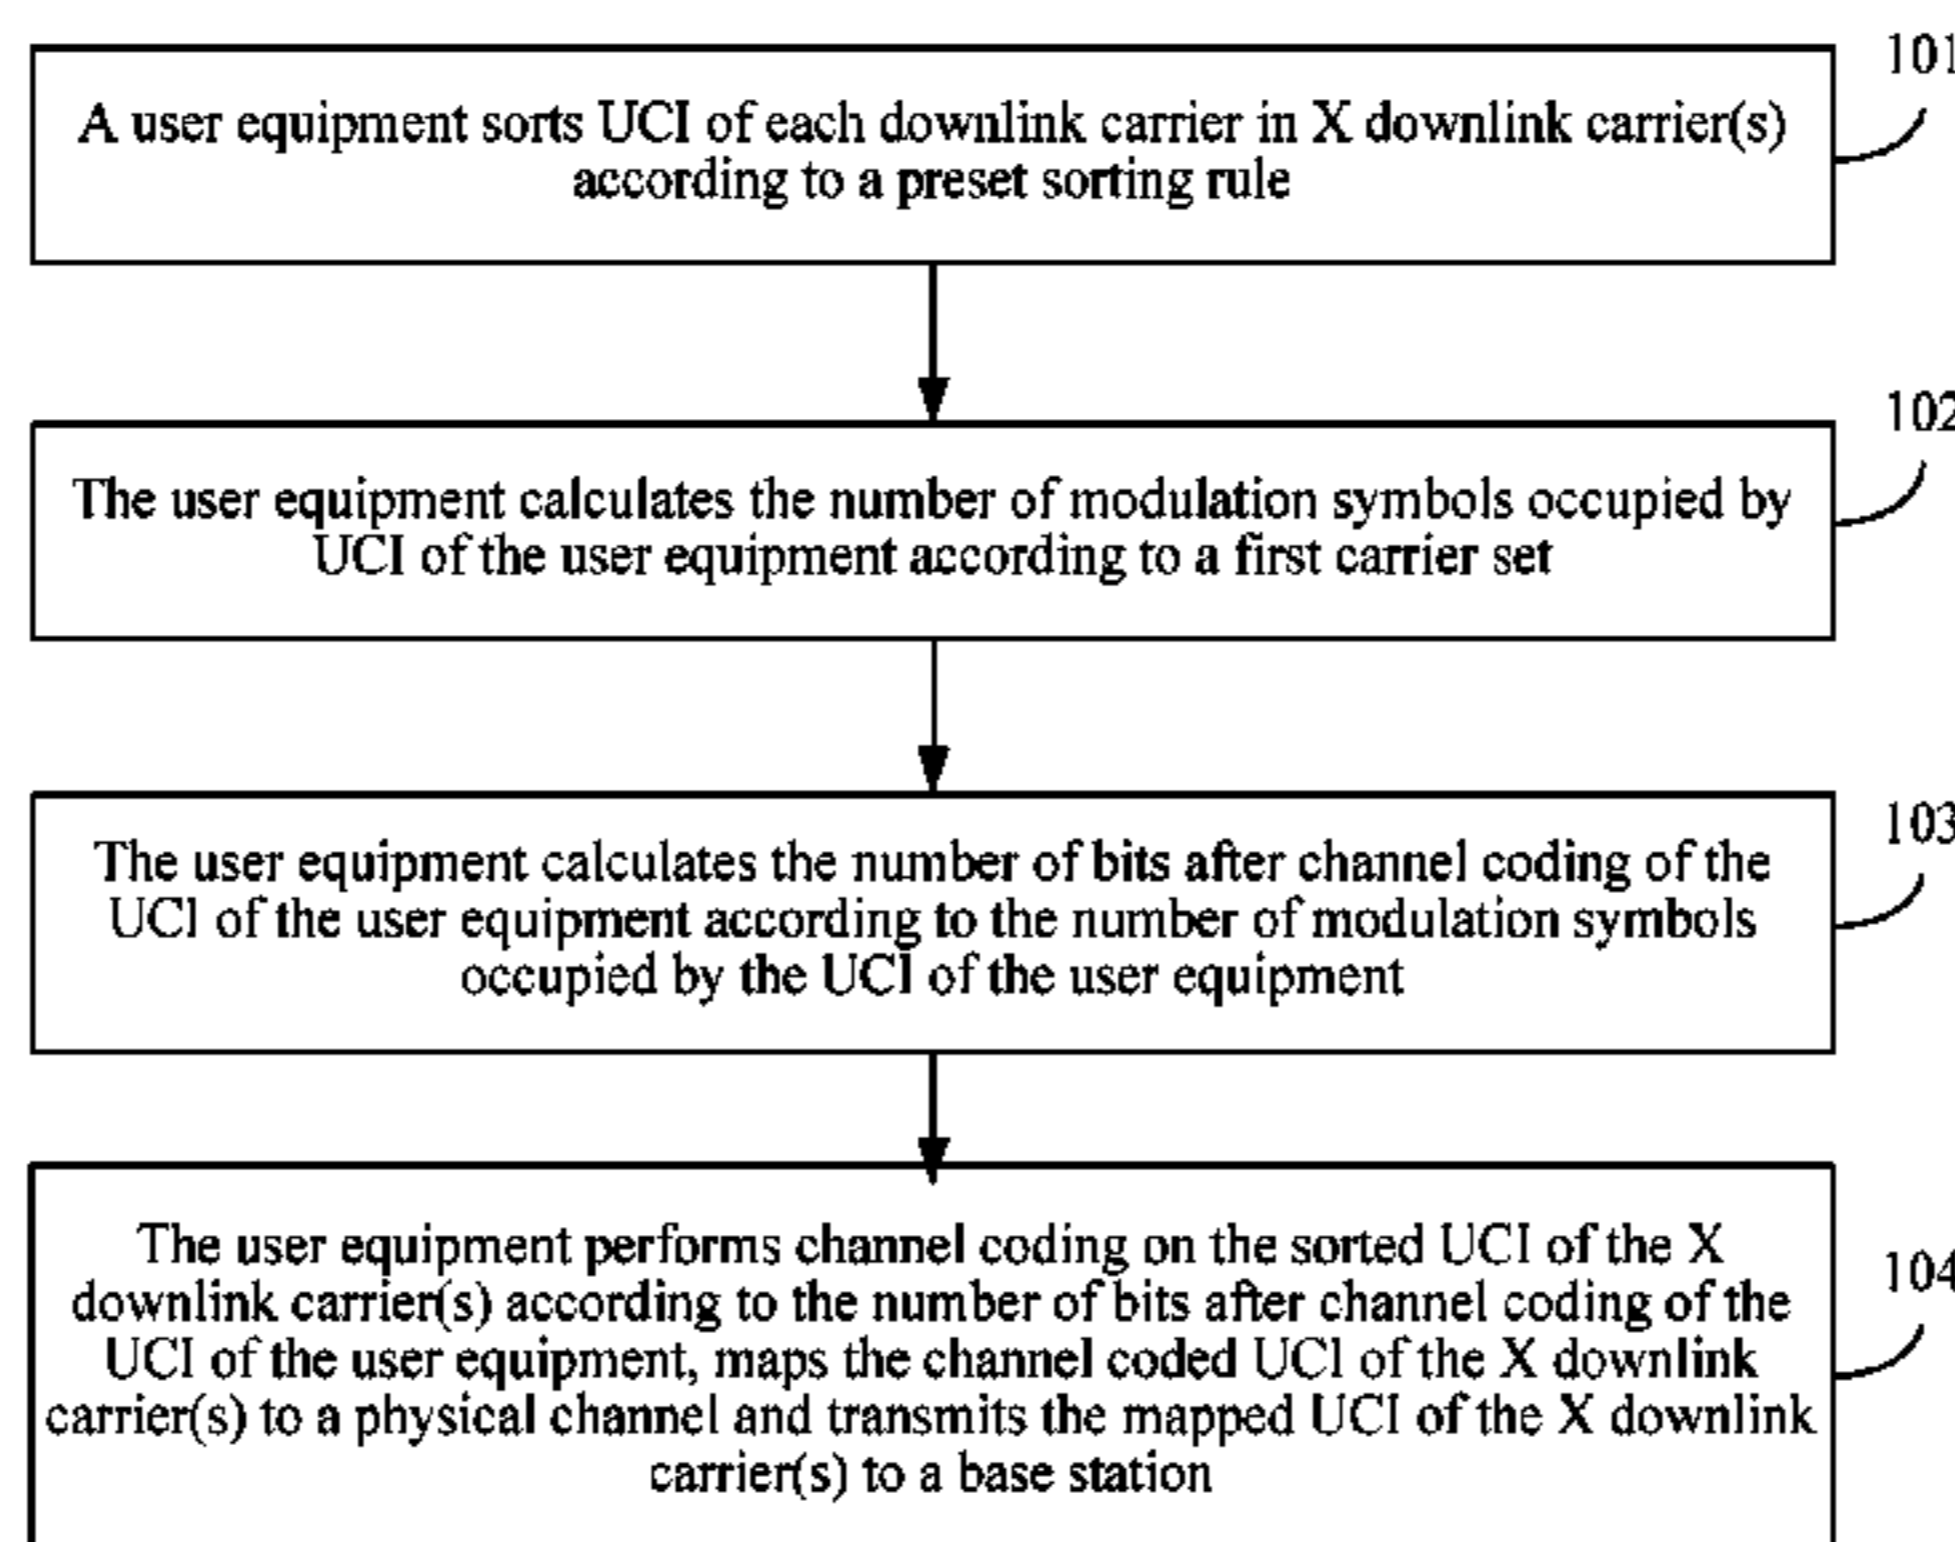 101
A user equipment sorts UCI of each downlink carrier in X downlink carrier(s)
according to a preset sorting rule
102
The user equipment calculates the number of modulation symbols occupied by
UCI of the user equipment according to a first carrier set
103
The user equipment calculates the number of bits after channel coding of the
UCI of the user equipment according to the number of modulation symbols
occupied by the UCI of the user equipment
104
The user equipment performs channel coding on the sorted UCI of the X
downlink carrier(s) according to the number of bits after channel coding of the
UCI of the user equipment, maps the channel coded UCI of the X downlink
carrier(s) to a physical channel and transmits the mapped UCI of the X downlink
carrier(s) to a base station